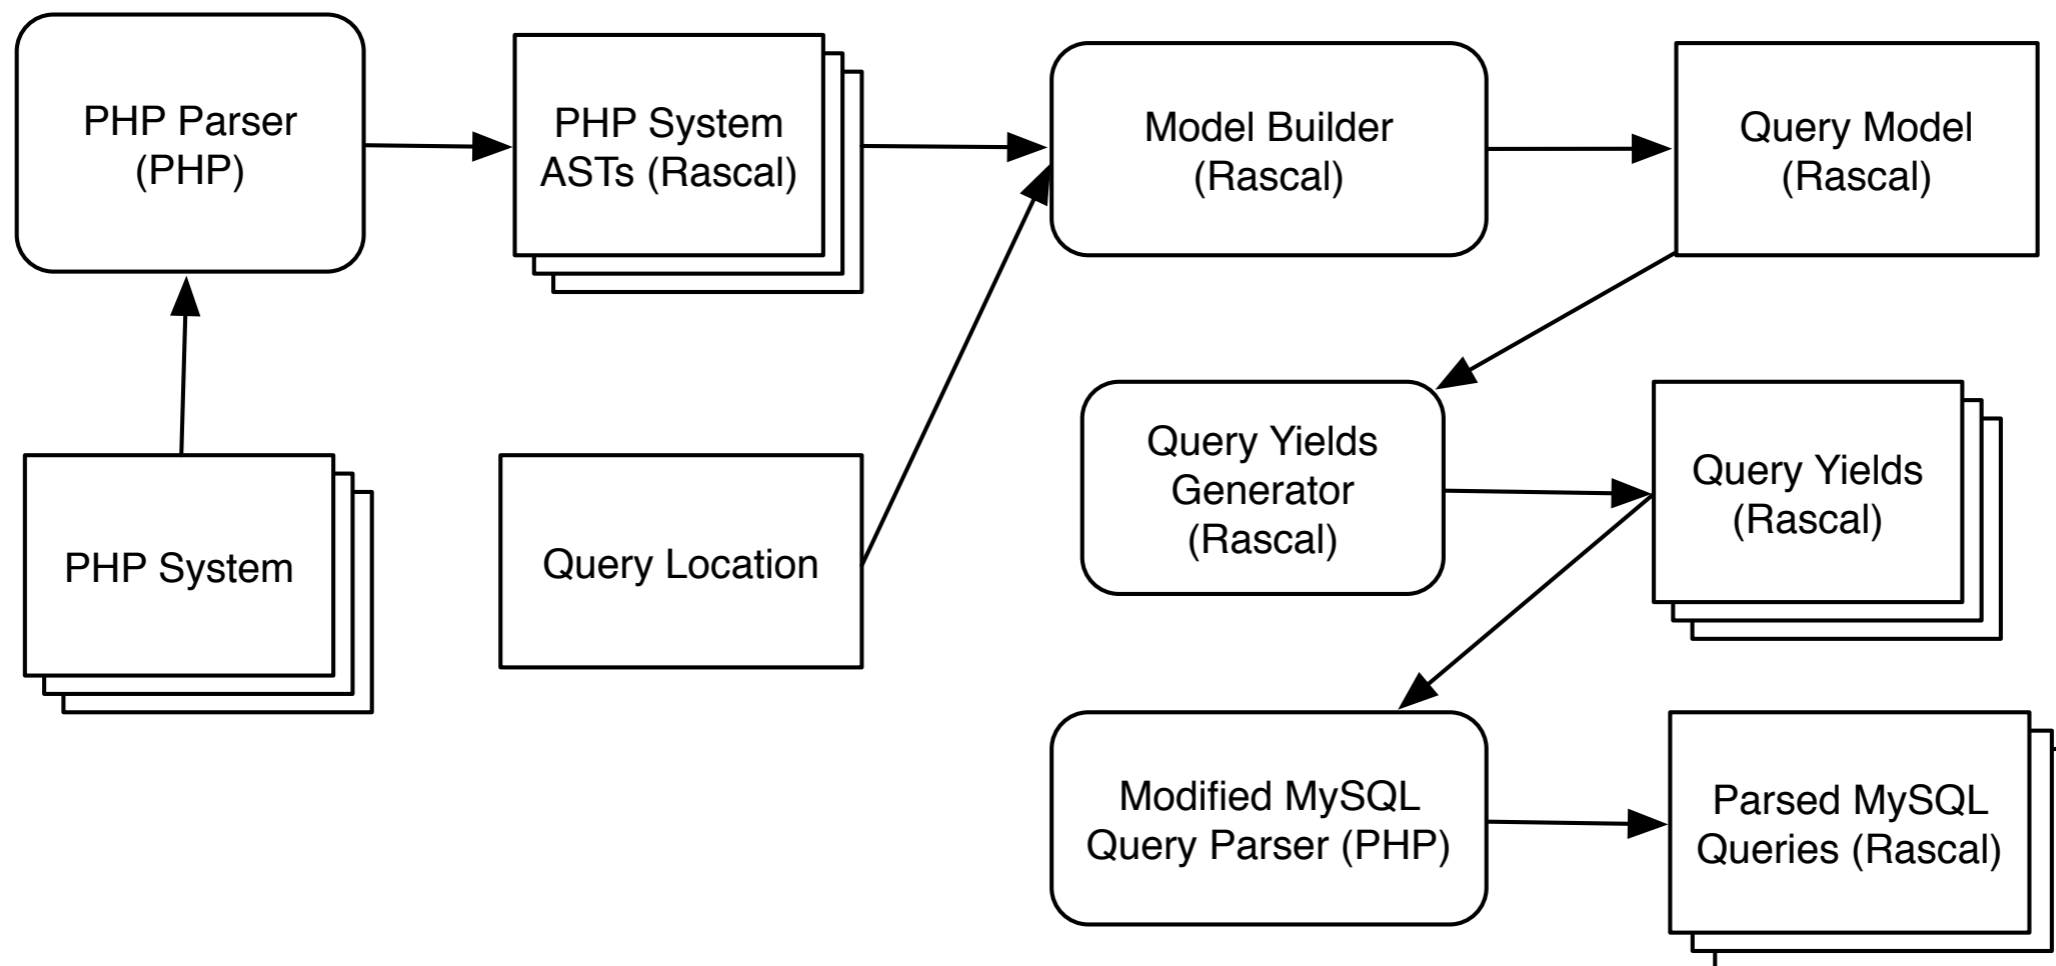 PHP Parser
(PHP)
PHP System
ASTs (Rascal)
Model Builder
(Rascal)
Query Model
(Rascal)
PHP System
Query Location
Query Yields
Generator
(Rascal)
Query Yields
(Rascal)
Modified MySQL
Query Parser (PHP)
Parsed MySQL
Queries (Rascal)